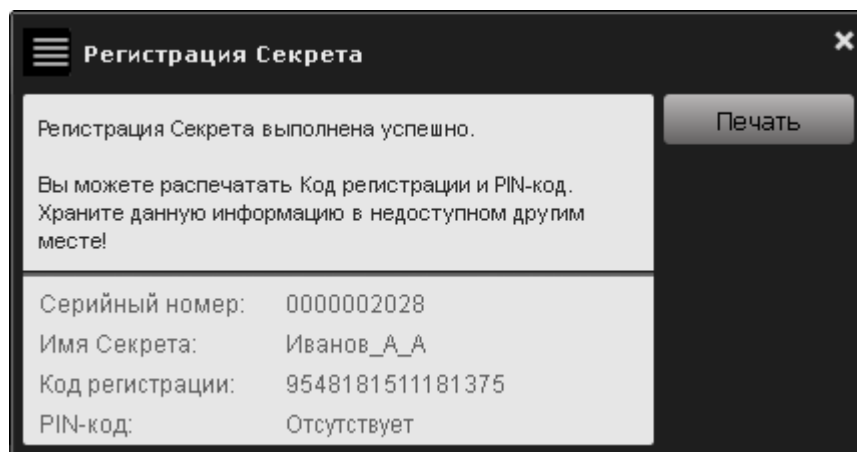 Регистрация Секрета
Регистрация Секрета выполнена успешно.
Печать
Вы можете распечатать Код регистрации и PIN-код.
Храните данную информацию в недоступном другим
месте!
Серийный номер: 0000002028
Имя Секрета: Иванов_А_А
Код регистрации: 9548181511181375
PIN-код: Отсутствует